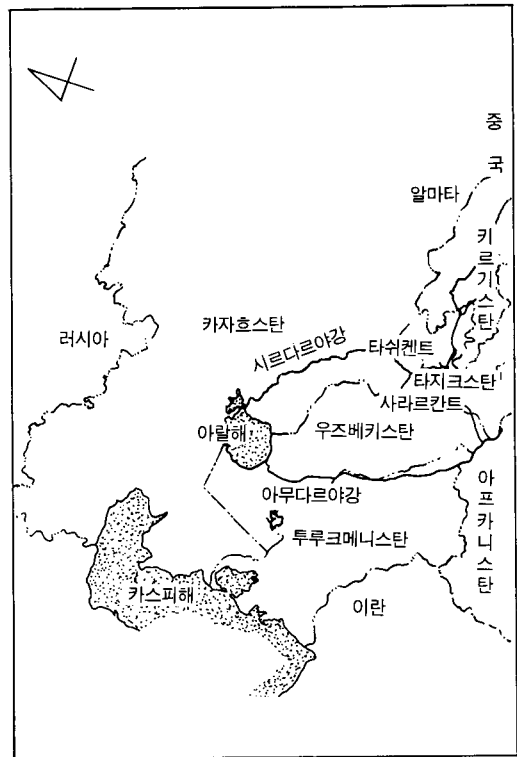 중국
알마타
키르기스탄
러시아
카자흐스탄
시르다르야강
타쉬켄트
타지크스탄
사라르칸트
아랄해
우즈베키스탄
아무다르야강
아프카니스탄
투루크메니스탄
카스피해
이란